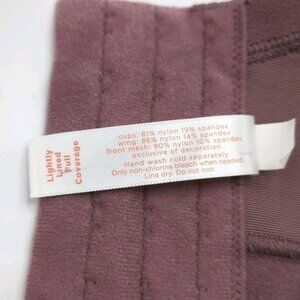 Lightly
Lined
Full
Coverage
cups: 81% nylon 19% spandex
wing: 86% nylon 14% spandex
front mesh: 90% nylon 10% spandex
exclusive of decoration
Hand wash cold separately
Only non-chlorine bleach when needed
Line dry. Do not iron